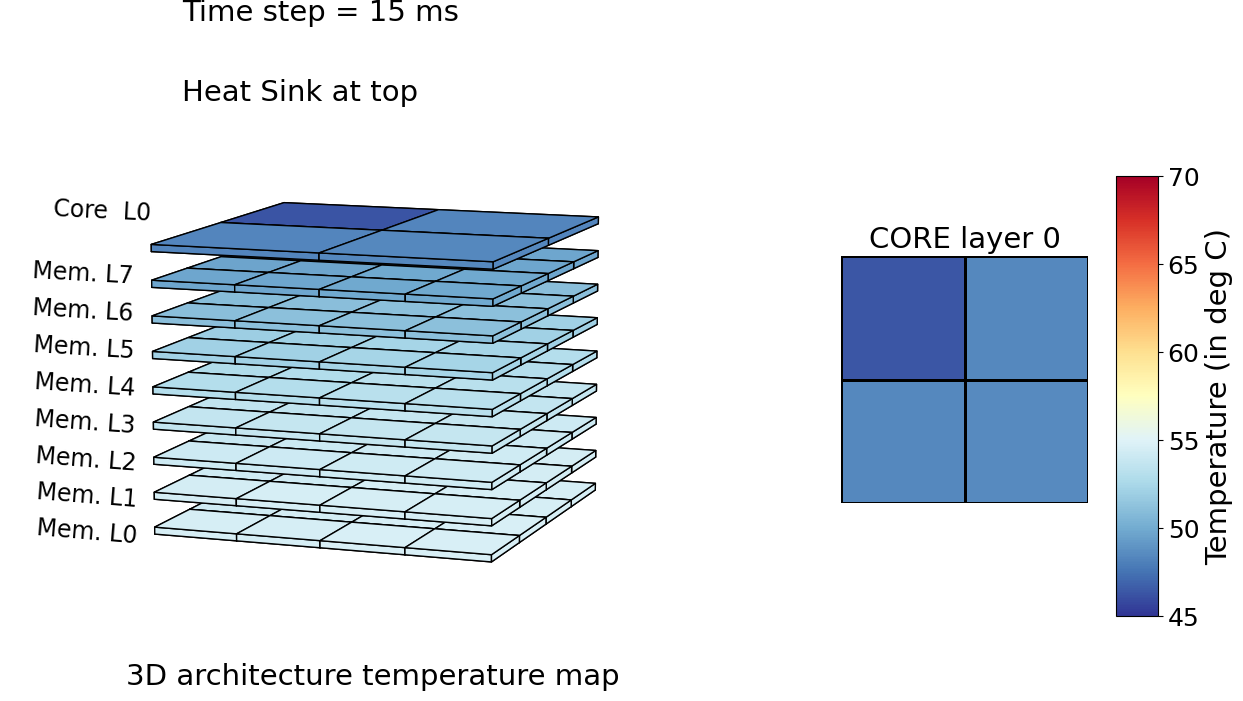 Time step = 15 ms
Heat Sink at top
Core  L0
Mem. L7
Mem. L6
Mem. L5
Mem. L4
Mem. L3
Mem. L2
Mem. L1
Mem. L0
3D architecture temperature map
CORE layer 0
70
65
60
55
50
45
Temperature (in deg C)